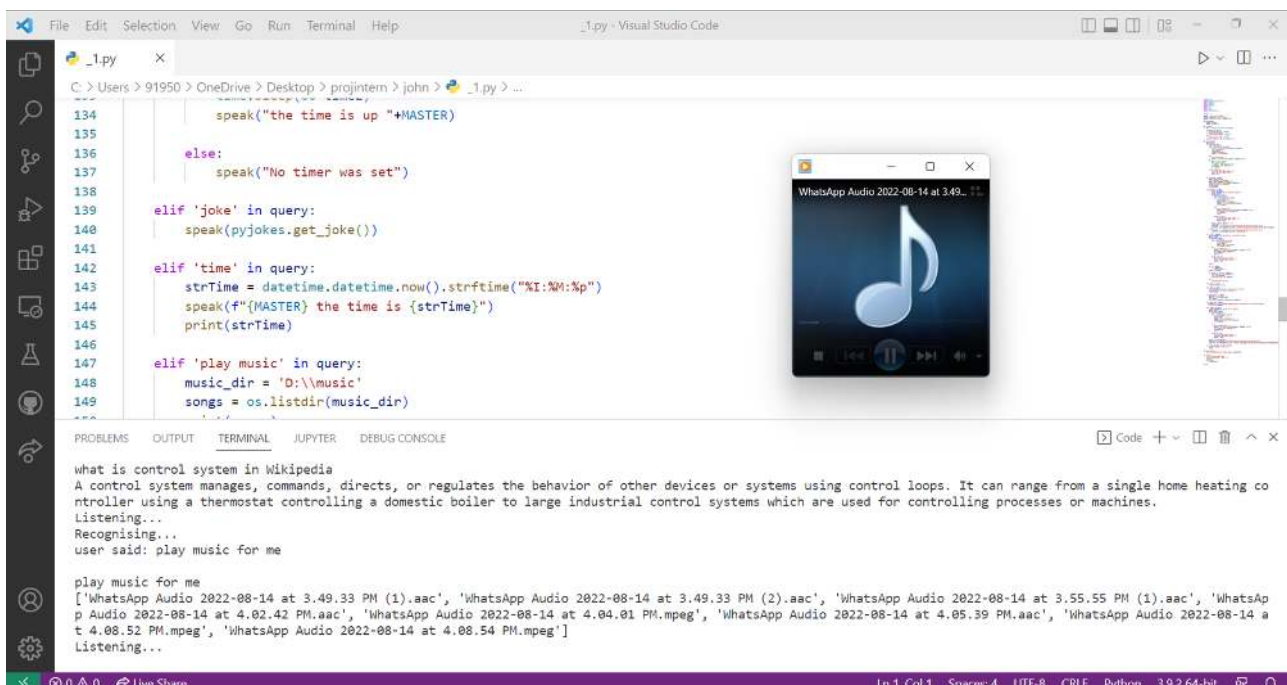 File Edit Selection View Go Run Terminal Help
_1.py - Visual Studio Code
_1.py
C: > Users > 91950 > OneDrive > Desktop > projintern > john > _1.py > ...
134 speak("the time is up "+MASTER)
135
136 else:
137 speak("No timer was set")
138
139 elif 'joke' in query:
140 speak(pyjokes.get_joke())
141
142 elif 'time' in query:
143 strTime = datetime.datetime.now().strftime("%I:%M:%p")
144 speak(f"{MASTER} the time is {strTime}")
145 print(strTime)
146
147 elif 'play music' in query:
148 music_dir = 'D:\\music'
149 songs = os.listdir(music_dir)
WhatsApp Audio 2022-08-14 at 3.49...
PROBLEMS OUTPUT TERMINAL JUPYTER DEBUG CONSOLE
Code
what is control system in Wikipedia
A control system manages, commands, directs, or regulates the behavior of other devices or systems using control loops. It can range from a single home heating co
ntroller using a thermostat controlling a domestic boiler to large industrial control systems which are used for controlling processes or machines.
Listening...
Recognising...
user said: play music for me
play music for me
['WhatsApp Audio 2022-08-14 at 3.49.33 PM (1).aac', 'WhatsApp Audio 2022-08-14 at 3.49.33 PM (2).aac', 'WhatsApp Audio 2022-08-14 at 3.55.55 PM (1).aac', 'WhatsAp
p Audio 2022-08-14 at 4.02.42 PM.aac', 'WhatsApp Audio 2022-08-14 at 4.04.01 PM.mpeg', 'WhatsApp Audio 2022-08-14 at 4.05.39 PM.aac', 'WhatsApp Audio 2022-08-14 a
t 4.08.52 PM.mpeg', 'WhatsApp Audio 2022-08-14 at 4.08.54 PM.mpeg']
Listening...
0 0 Live Share
Ln 1, Col 1 Spaces: 4 UTF-8 CRLF Python 3.9.2 64-bit